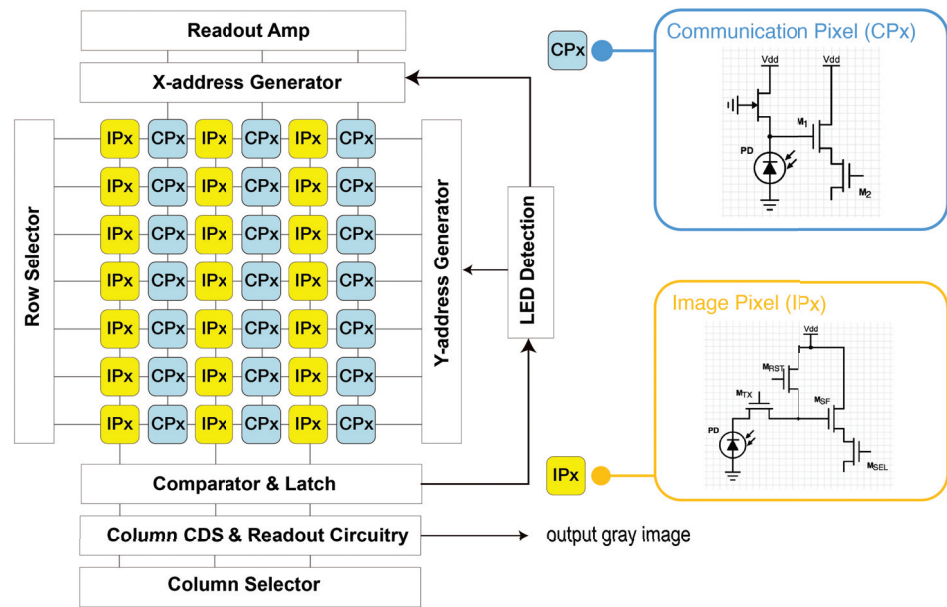 Readout Amp
X-address Generator
Row Selector
IPx CPx IPx CPx IPx CPx
IPx CPx IPx CPx IPx CPx
IPx CPx IPx CPx IPx CPx
IPx CPx IPx CPx IPx CPx
IPx CPx IPx CPx IPx CPx
IPx CPx IPx CPx IPx CPx
IPx CPx IPx CPx IPx CPx
Y-address Generator
LED Detection
Comparator & Latch
Column CDS & Readout Circuitry
output gray image
Column Selector
CPx
Communication Pixel (CPx)
Vdd Vdd
M1
PD
M2
IPx
Image Pixel (IPx)
Vdd
MRST
MTX
MSF
PD
MSEL